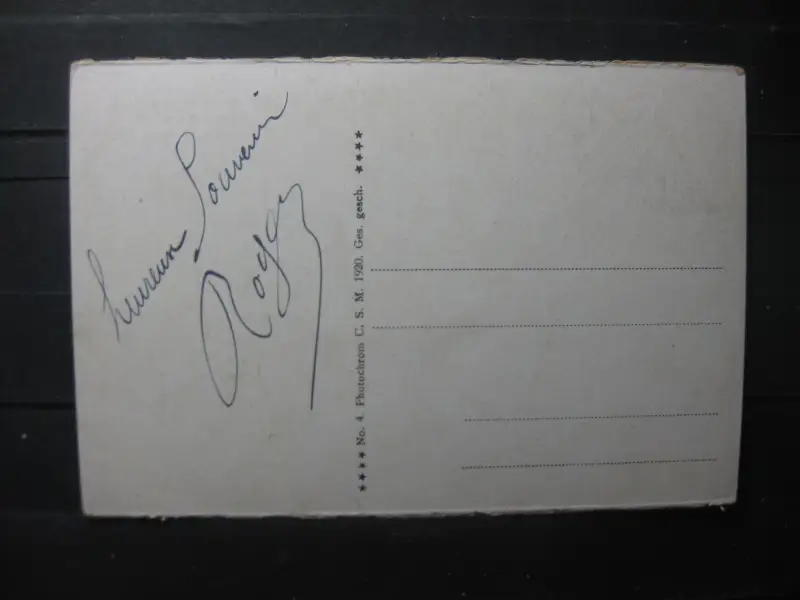 heureux Souvenir
Roger
**** No. 4. Photochrom C. S. M. 1920. Ges. gesch. ****